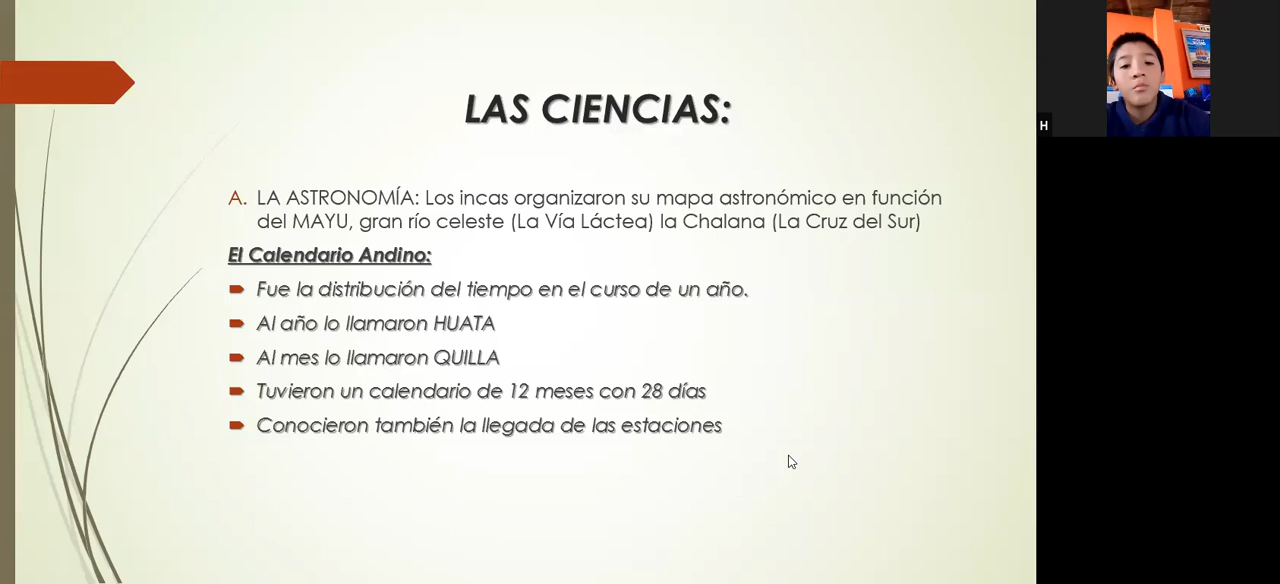 LAS CIENCIAS:
A. LA ASTRONOMÍA: Los incas organizaron su mapa astronómico en función
del MAYU, gran río celeste (La Vía Láctea) la Chalana (La Cruz del Sur)
El Calendario Andino:
Fue la distribución del tiempo en el curso de un año.
Al año lo llamaron HUATA
Al mes lo llamaron QUILLA
Tuvieron un calendario de 12 meses con 28 días
Conocieron también la llegada de las estaciones
H